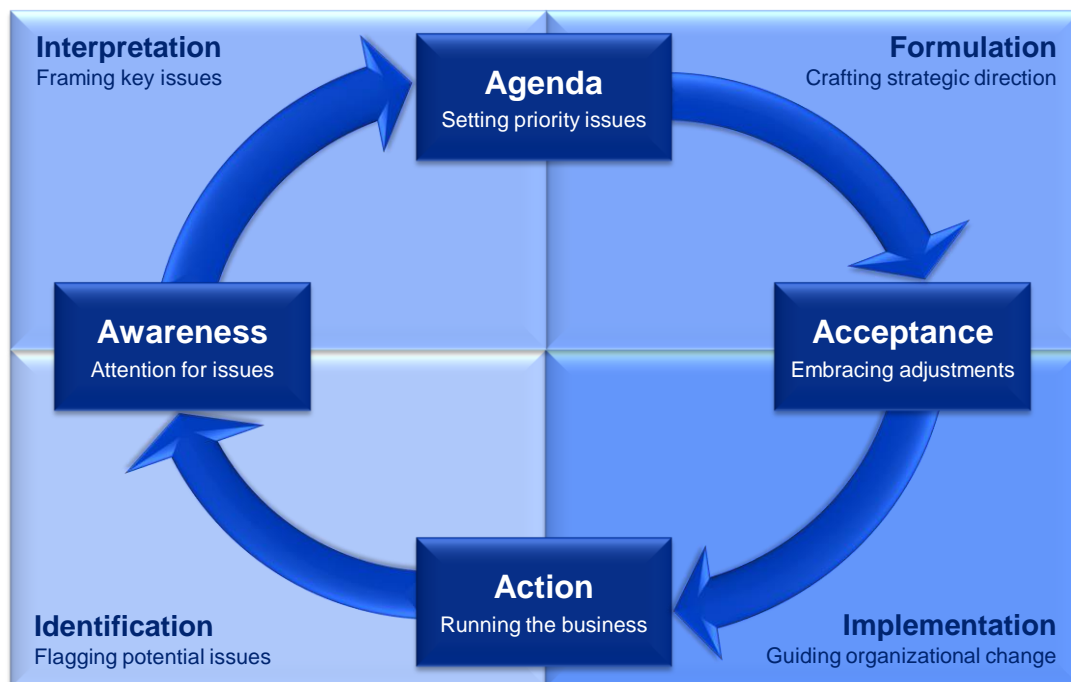 Interpretation
Framing key issues
Agenda
Setting priority issues
Formulation
Crafting strategic direction
Awareness
Attention for issues
Acceptance
Embracing adjustments
Identification
Flagging potential issues
Action
Running the business
Implementation
Guiding organizational change